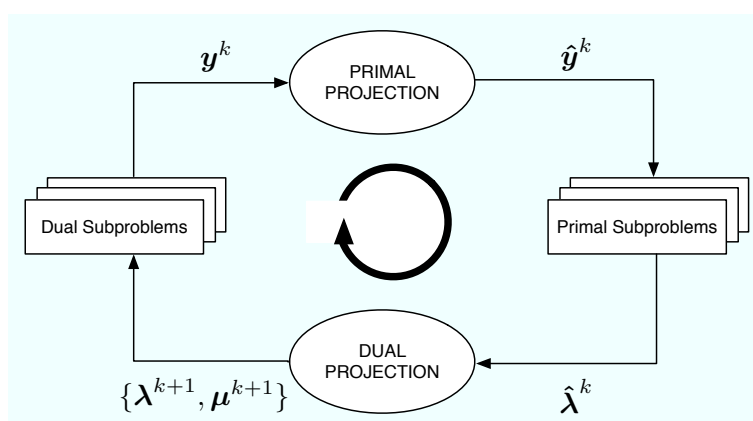 y^k
PRIMAL
PROJECTION
ŷ^k
Dual Subproblems
Primal Subproblems
DUAL
PROJECTION
{λ^{k+1}, μ^{k+1}}
λ̂^k